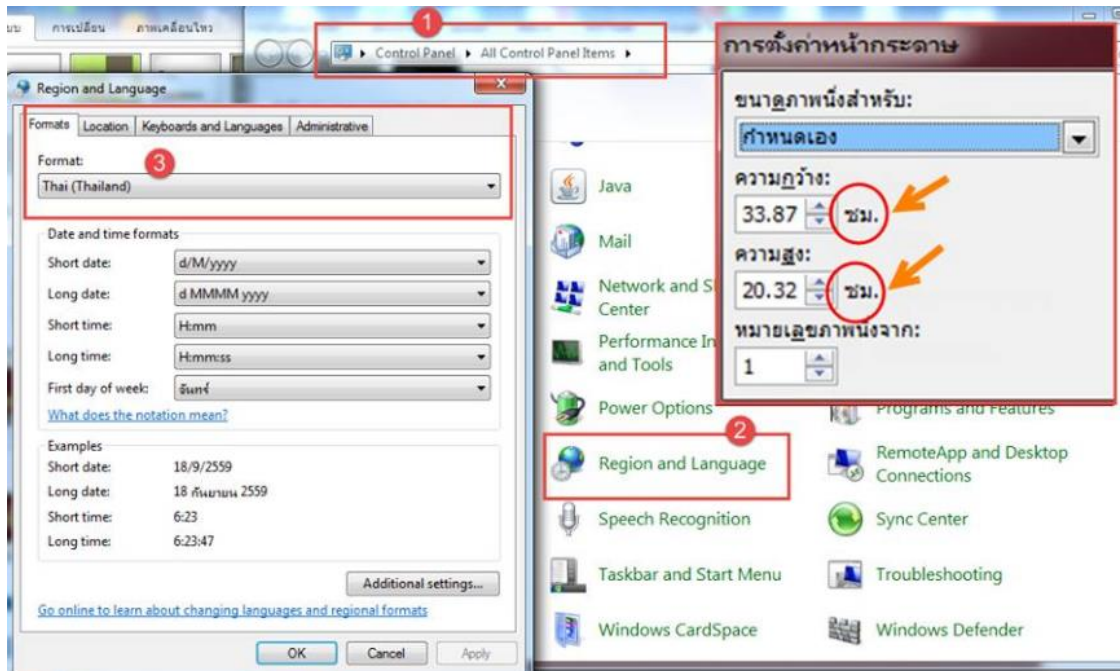 การเปลี่ยน ภาพเคลื่อนไหว
1
Control Panel All Control Panel Items
Region and Language
Formats Location Keyboards and Languages Administrative
3
Format:
Thai (Thailand)
Date and time formats
Short date: d/M/yyyy
Long date: d MMMM yyyy
Short time: H:mm
Long time: H:mm:ss
First day of week: จันทร์
What does the notation mean?
Examples
Short date: 18/9/2559
Long date: 18 กันยายน 2559
Short time: 6:23
Long time: 6:23:47
Additional settings...
Go online to learn about changing languages and regional formats
OK Cancel Apply
Java
Mail
Network and
Center
Performance
and Tools
Power Options
Programs and Features
2
Region and Language
RemoteApp and Desktop
Connections
Speech Recognition
Sync Center
Taskbar and Start Menu
Troubleshooting
Windows CardSpace
Windows Defender
การตั้งค่าหน้ากระดาษ
ขนาดภาพนิ่งสำหรับ:
กำหนดเอง
ความกว้าง:
33.87 ซม.
ความสูง:
20.32 ซม.
หมายเลขภาพนิ่งจาก:
1